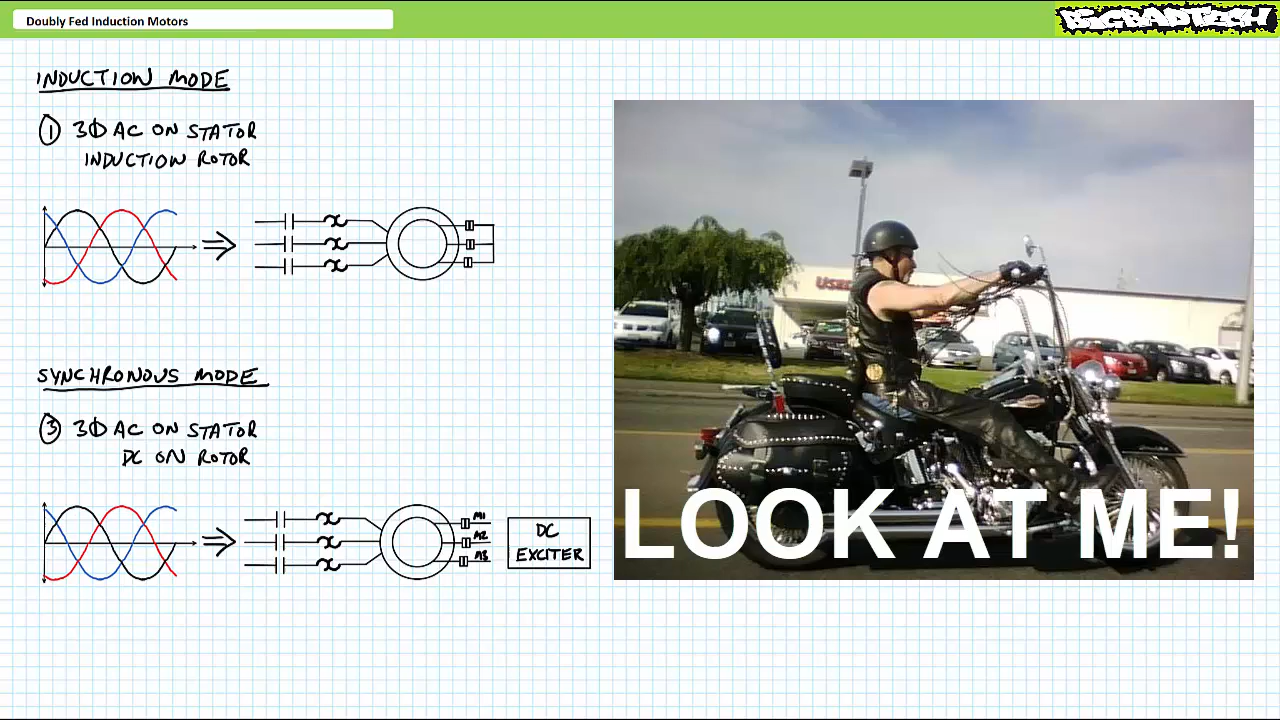 Doubly Fed Induction Motors
BIGBADTECH
INDUCTION MODE
1 3Φ AC ON STATOR
INDUCTION ROTOR
SYNCHRONOUS MODE
3 3Φ AC ON STATOR
DC ON ROTOR
M1
M2
M3
DC
EXCITER
USED
LOOK AT ME!